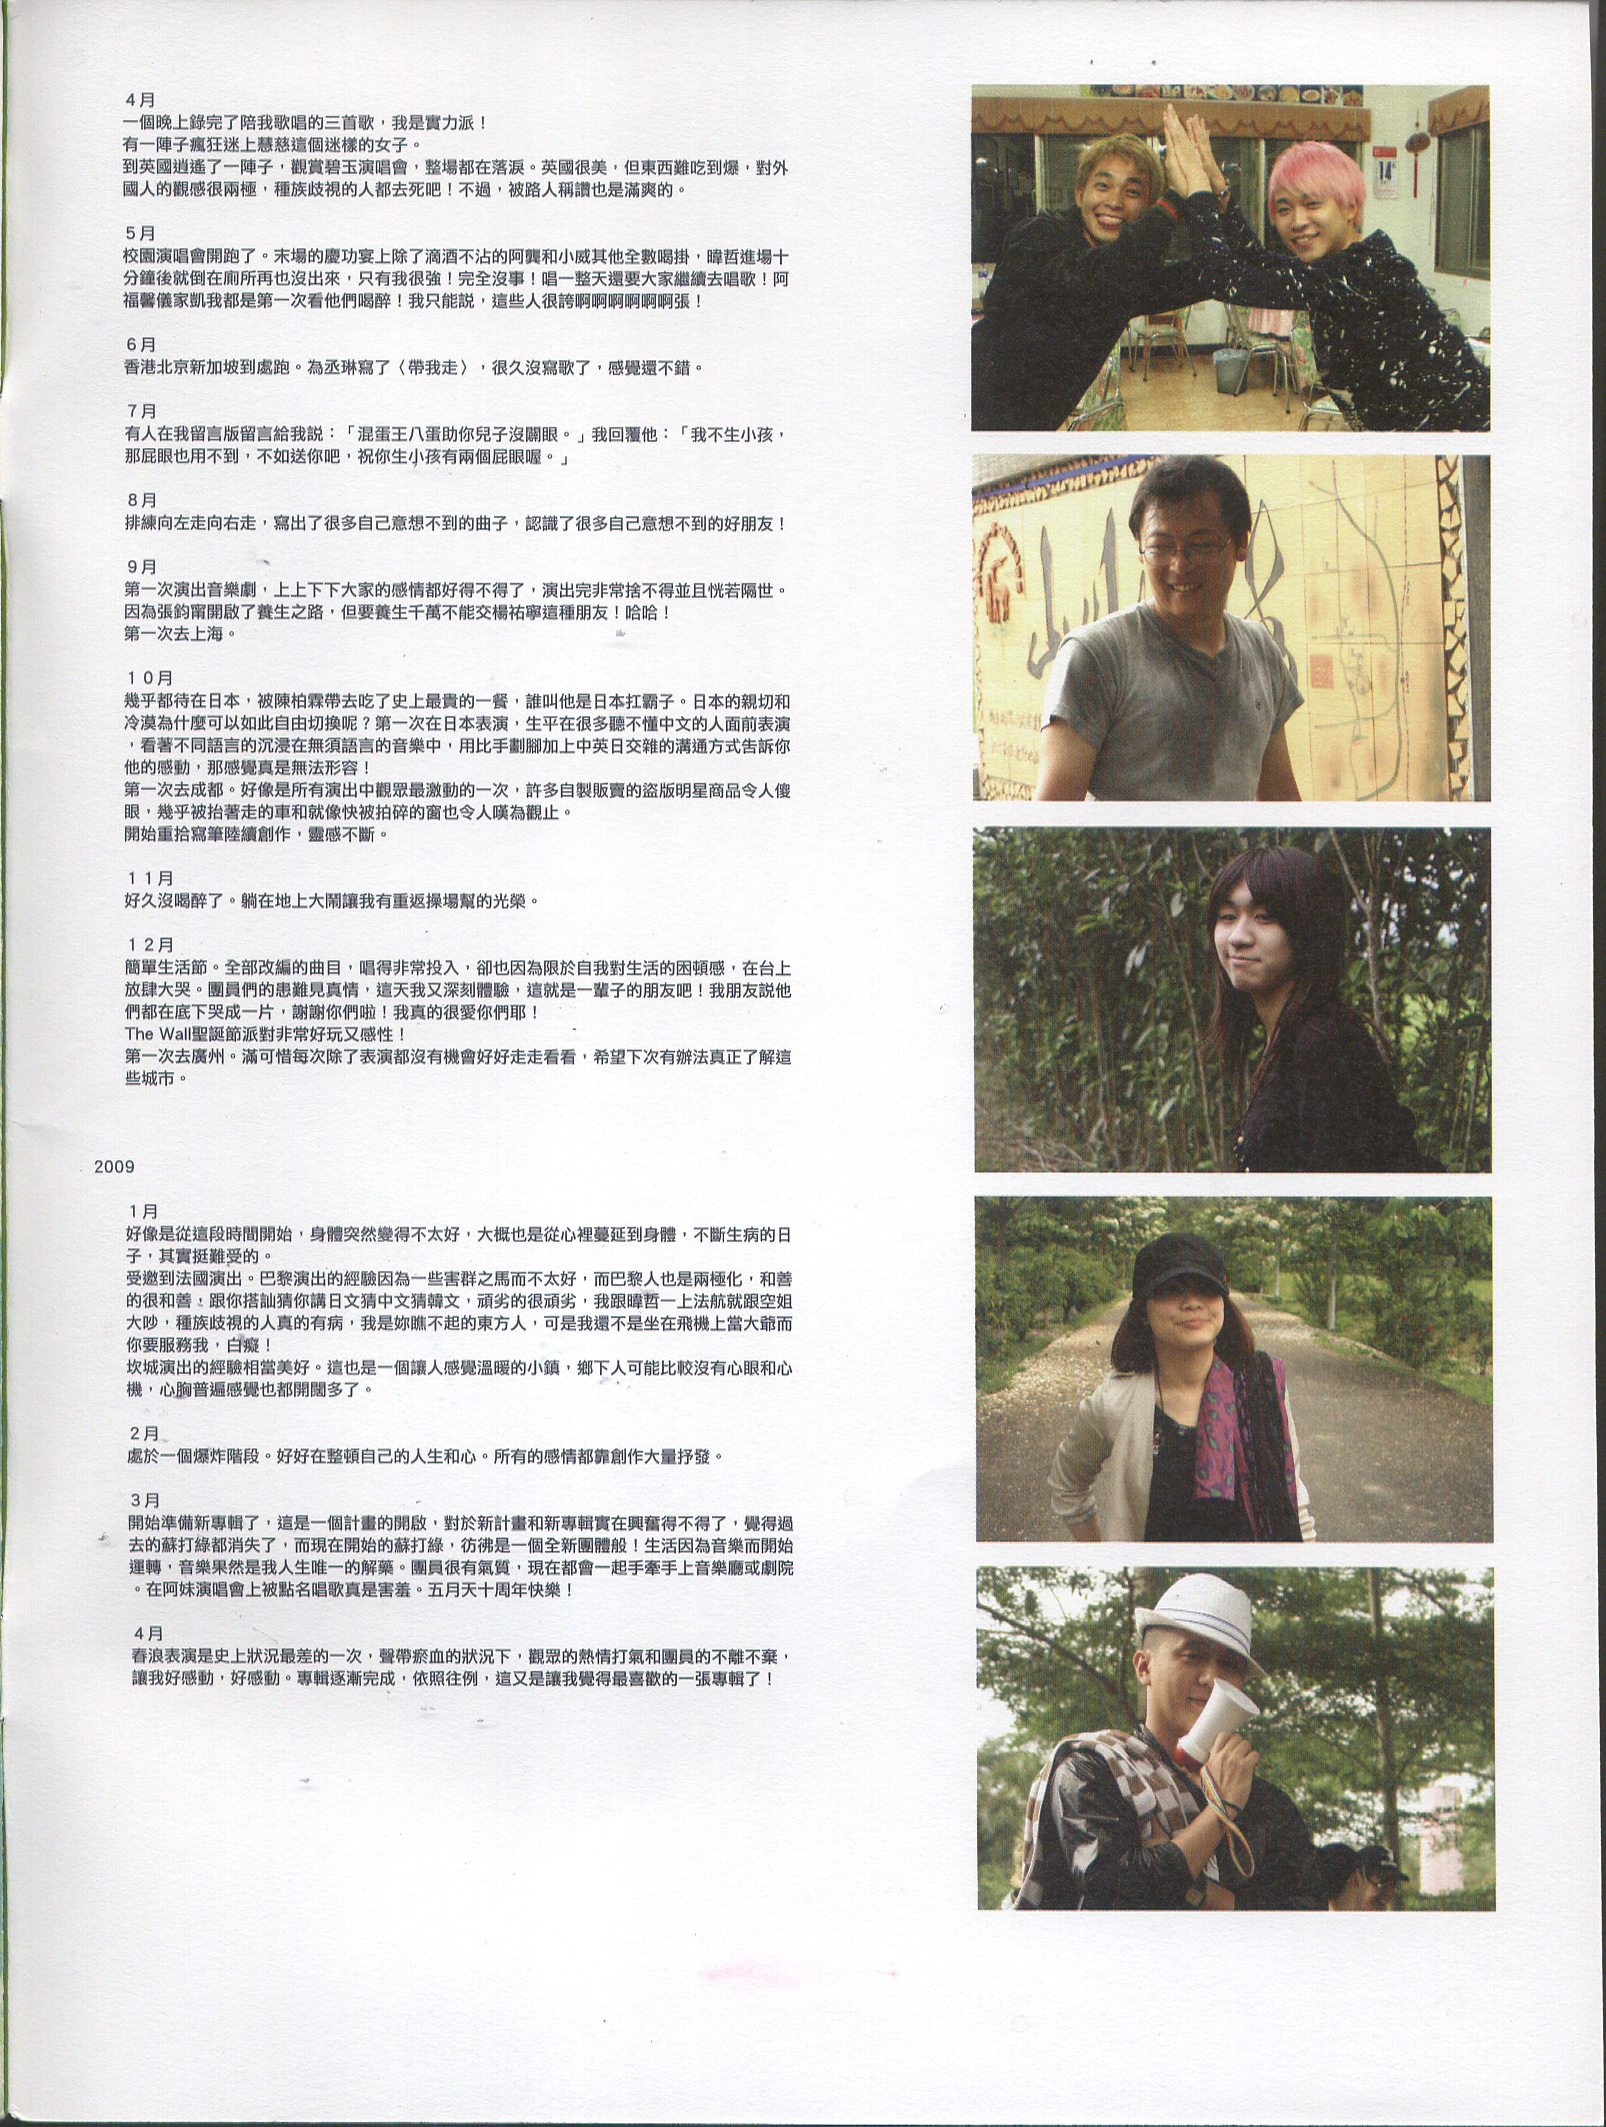 4月
一個晚上錄完了陪我歌唱的三首歌，我是實力派！
有一陣子瘋狂迷上慧慈這個迷樣的女子。
到英國逍遙了一陣子，觀賞碧玉演唱會，整場都在落淚。英國很美，但東西難吃到爆，對外
國人的觀感很兩極，種族歧視的人都去死吧！不過，被路人稱讚也是滿爽的。
5月
校園演唱會開跑了。末場的慶功宴上除了滴酒不沾的阿龔和小威其他全數喝掛，暐哲進場十
分鐘後就倒在廁所再也沒出來，只有我很強！完全沒事！唱一整天還要大家繼續去唱歌！阿
福馨儀家凱我都是第一次看他們喝醉！我只能說，這些人很誇啊啊啊啊啊啊張！
6月
香港北京新加坡到處跑。為丞琳寫了〈帶我走〉，很久沒寫歌了，感覺還不錯。
7月
有人在我留言版留言給我說：「混蛋王八蛋助你兒子沒屁眼。」我回覆他：「我不生小孩，
那屁眼也用不到，不如送你吧，祝你生小孩有兩個屁眼喔。」
8月
排練向左走向右走，寫出了很多自己意想不到的曲子，認識了很多自己意想不到的好朋友！
9月
第一次演出音樂劇，上上下下大家的感情都好得不得了，演出完非常捨不得並且恍若隔世。
因為張鈞甯開啟了養生之路，但要養生千萬不能交楊祐寧這種朋友！哈哈！
第一次去上海。
10月
幾乎都待在日本，被陳柏霖帶去吃了史上最貴的一餐，誰叫他是日本扛霸子。日本的親切和
冷漠為什麼可以如此自由切換呢？第一次在日本表演，生平在很多聽不懂中文的人面前表演
，看著不同語言的沉浸在無須語言的音樂中，用比手劃腳加上中英日交雜的溝通方式告訴你
他的感動，那感覺真是無法形容！
第一次去成都。好像是所有演出中觀眾最激動的一次，許多自製販賣的盜版明星商品令人傻
眼，幾乎被抬著走的車和就像快被拍碎的窗也令人嘆為觀止。
開始重拾寫筆陸續創作，靈感不斷。
11月
好久沒喝醉了。躺在地上大鬧讓我有重返操場幫的光榮。
12月
簡單生活節。全部改編的曲目，唱得非常投入，卻也因為限於自我對生活的困頓感，在台上
放肆大哭。團員們的患難見真情，這天我又深刻體驗，這就是一輩子的朋友吧！我朋友說他
們都在底下哭成一片，謝謝你們啦！我真的很愛你們耶！
The Wall聖誕節派對非常好玩又感性！
第一次去廣州。滿可惜每次除了表演都沒有機會好好走走看看，希望下次有辦法真正了解這
些城市。
2009
1月
好像是從這段時間開始，身體突然變得不太好，大概也是從心裡蔓延到身體，不斷生病的日
子，其實挺難受的。
受邀到法國演出。巴黎演出的經驗因為一些害群之馬而不太好，而巴黎人也是兩極化，和善
的很和善，跟你搭訕猜你講日文猜中文猜韓文，頑劣的很頑劣，我跟暐哲一上法航就跟空姐
大吵，種族歧視的人真的有病，我是妳瞧不起的東方人，可是我還不是坐在飛機上當大爺而
你要服務我，白癡！
坎城演出的經驗相當美好。這也是一個讓人感覺溫暖的小鎮，鄉下人可能比較沒有心眼和心
機，心胸普遍感覺也都開闊多了。
2月
處於一個爆炸階段。好好在整頓自己的人生和心。所有的感情都靠創作大量抒發。
3月
開始準備新專輯了，這是一個計畫的開啟，對於新計畫和新專輯實在興奮得不得了，覺得過
去的蘇打綠都消失了，而現在開始的蘇打綠，彷彿是一個全新團體般！生活因為音樂而開始
運轉，音樂果然是我人生唯一的解藥。團員很有氣質，現在都會一起手牽手上音樂廳或劇院
。在阿妹演唱會上被點名唱歌真是害羞。五月天十周年快樂！
4月
春浪表演是史上狀況最差的一次，聲帶瘀血的狀況下，觀眾的熱情打氣和團員的不離不棄，
讓我好感動，好感動。專輯逐漸完成，依照往例，這又是讓我覺得最喜歡的一張專輯了！
14